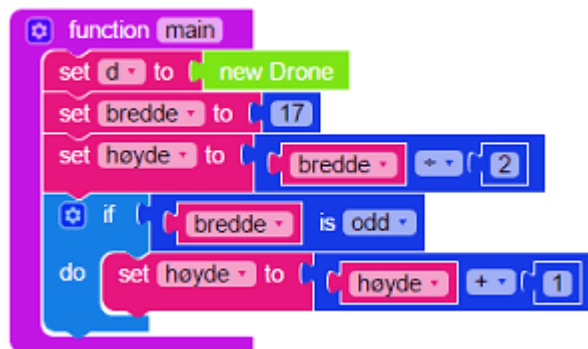 function main
set d to new Drone
set bredde to 17
set høyde to bredde ÷ 2
if bredde is odd
do set høyde to høyde + 1